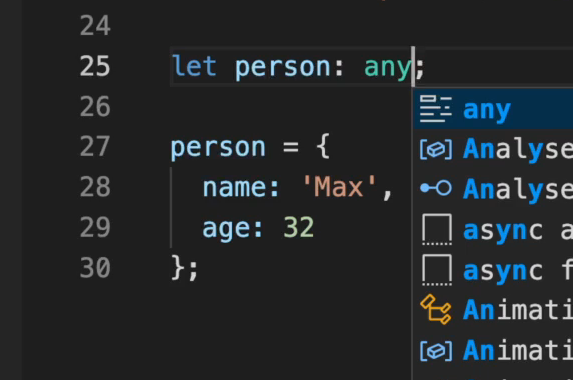 24
25 let person: any;
26 any
Analyse
27 person = {
28 name: 'Max',
Analyse
29 age: 32
async a
30 };
async f
Animati
Animati